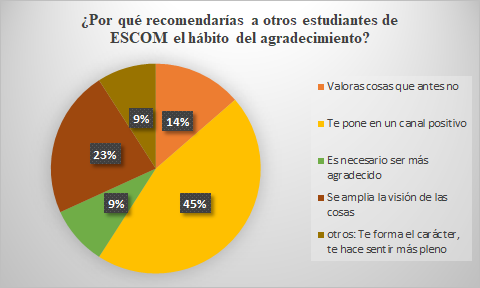 ¿Por qué recomendarías a otros estudiantes de
ESCOM el hábito del agradecimiento?
9%
14%
23%
9%
45%
Valoras cosas que antes no
Te pone en un canal positivo
Es necesario ser más
agradecido
Se amplia la visión de las
cosas
otros: Te forma el carácter,
te hace sentir más pleno